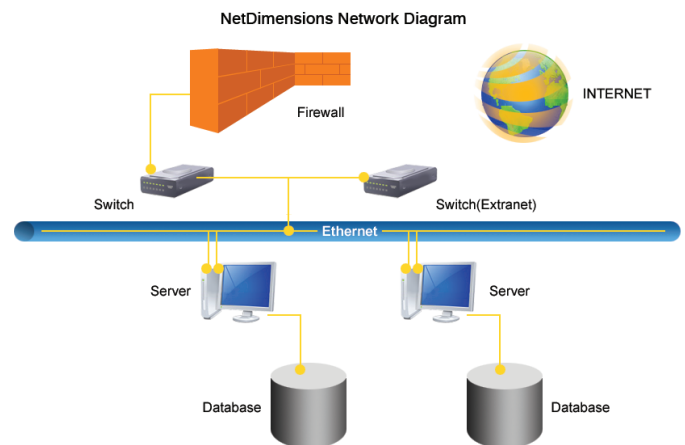 NetDimensions Network Diagram
INTERNET
Firewall
Switch
Switch(Extranet)
Ethernet
Server
Server
Database
Database